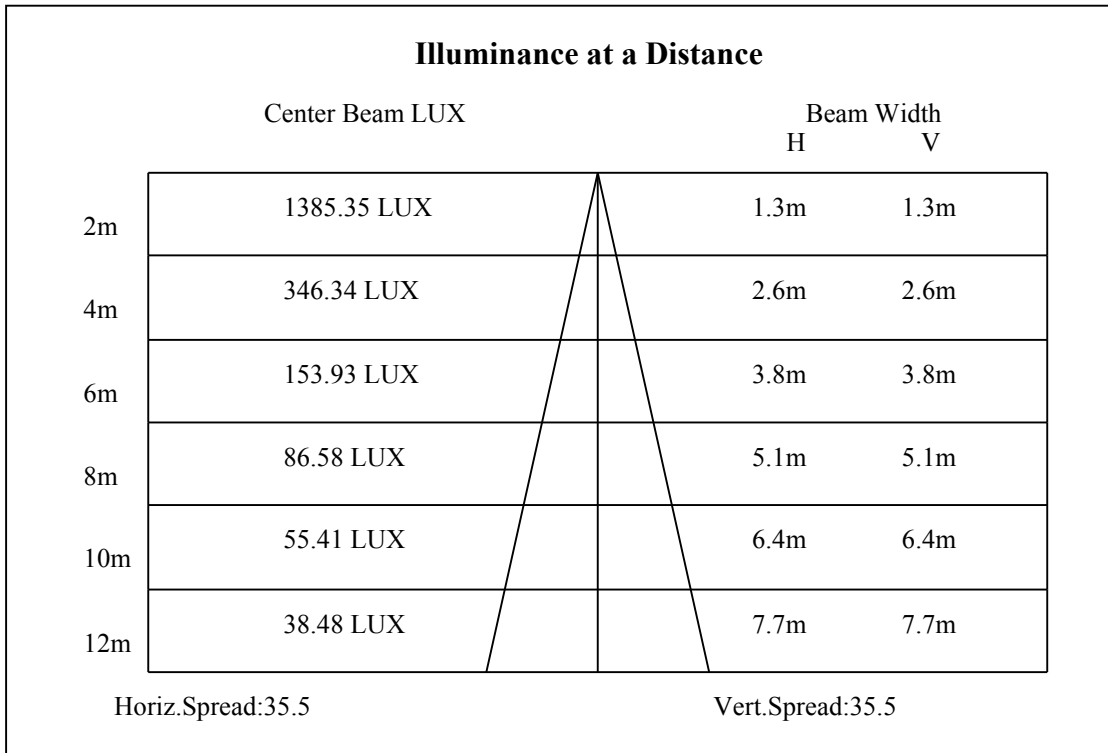 Illuminance at a Distance
Center Beam LUX Beam Width
H V
2m 1385.35 LUX 1.3m 1.3m
4m 346.34 LUX 2.6m 2.6m
6m 153.93 LUX 3.8m 3.8m
8m 86.58 LUX 5.1m 5.1m
10m 55.41 LUX 6.4m 6.4m
12m 38.48 LUX 7.7m 7.7m
Horiz.Spread:35.5 Vert.Spread:35.5